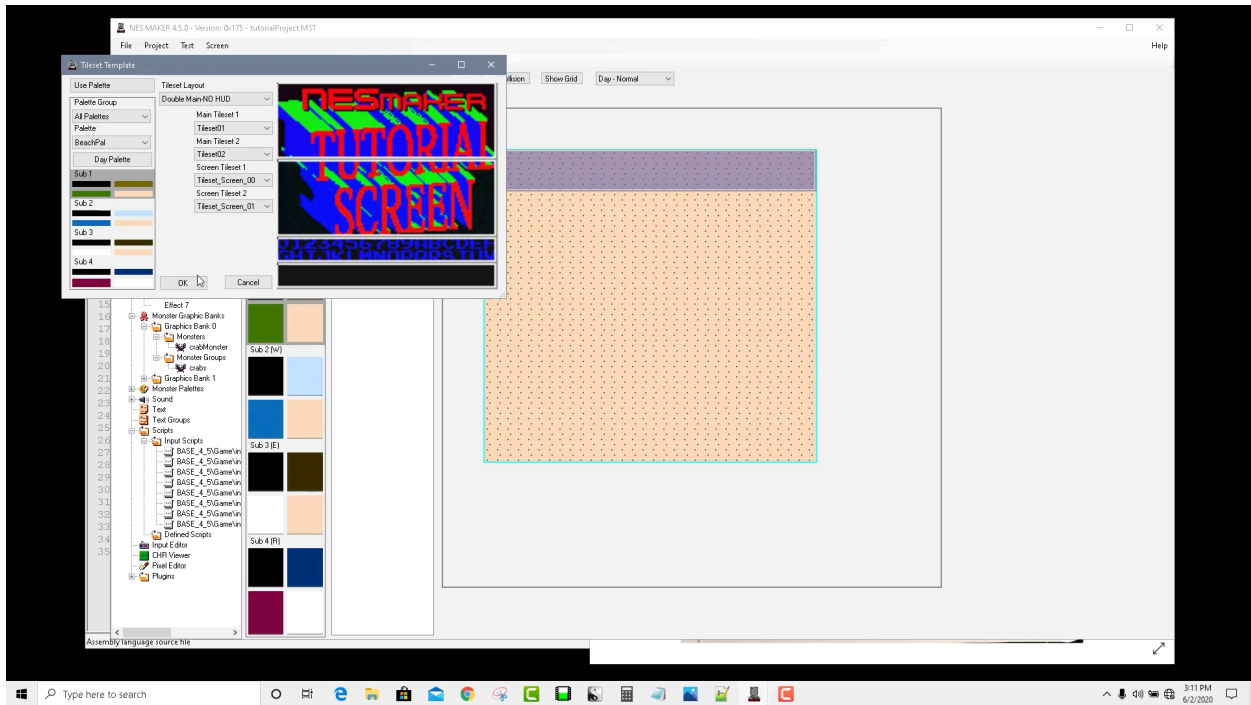 NES MAKER 4.5.0 - Version: 0x175 - tutorialProject.MST
File Project Test Screen Help
Tileset Template
Use Palette Tileset Layout
Palette Group Double Main-NO HUD
All Palettes Main Tileset 1
Palette Tileset01
Main Tileset 2
BeachPal Tileset02
Day Palette Screen Tileset 1
Sub 1 Tileset_Screen_00
Screen Tileset 2
Sub 2 Tileset_Screen_01
Sub 3
Sub 4
OK Cancel
NESMAKER
TUTORIAL
SCREEN
0123456789ABCDEF
GHIJKLMNOPQRSTUV
Show Grid Day - Normal
15 Effect 7
16 Monster Graphic Banks
17 Graphics Bank 0
18 Monsters
19 crabMonster
Monster Groups
20 crabs
21 Graphics Bank 1
22 Monster Palettes
23 Sound
24 Text
Text Groups
25 Scripts
26 Input Scripts
27 BASE_4_5\Game\in
28 BASE_4_5\Game\in
29 BASE_4_5\Game\in
30 BASE_4_5\Game\in
31 BASE_4_5\Game\in
32 BASE_4_5\Game\in
33 BASE_4_5\Game\in
Defined Scripts
34 Input Editor
35 CHR Viewer
Pixel Editor
Plugins
Sub 2 (W)
Sub 3 (E)
Sub 4 (R)
Assembly language source file
Type here to search
3:11 PM
6/2/2020